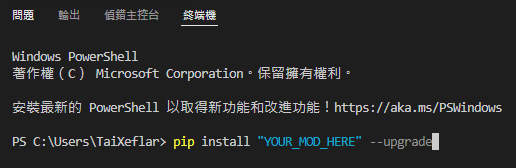 問題 輸出 偵錯主控台 終端機
Windows PowerShell
著作權（C） Microsoft Corporation。保留擁有權利。
安裝最新的 PowerShell 以取得新功能和改進功能！https://aka.ms/PSWindows
PS C:\Users\TaiXeflar> pip install "YOUR_MOD_HERE" --upgrade